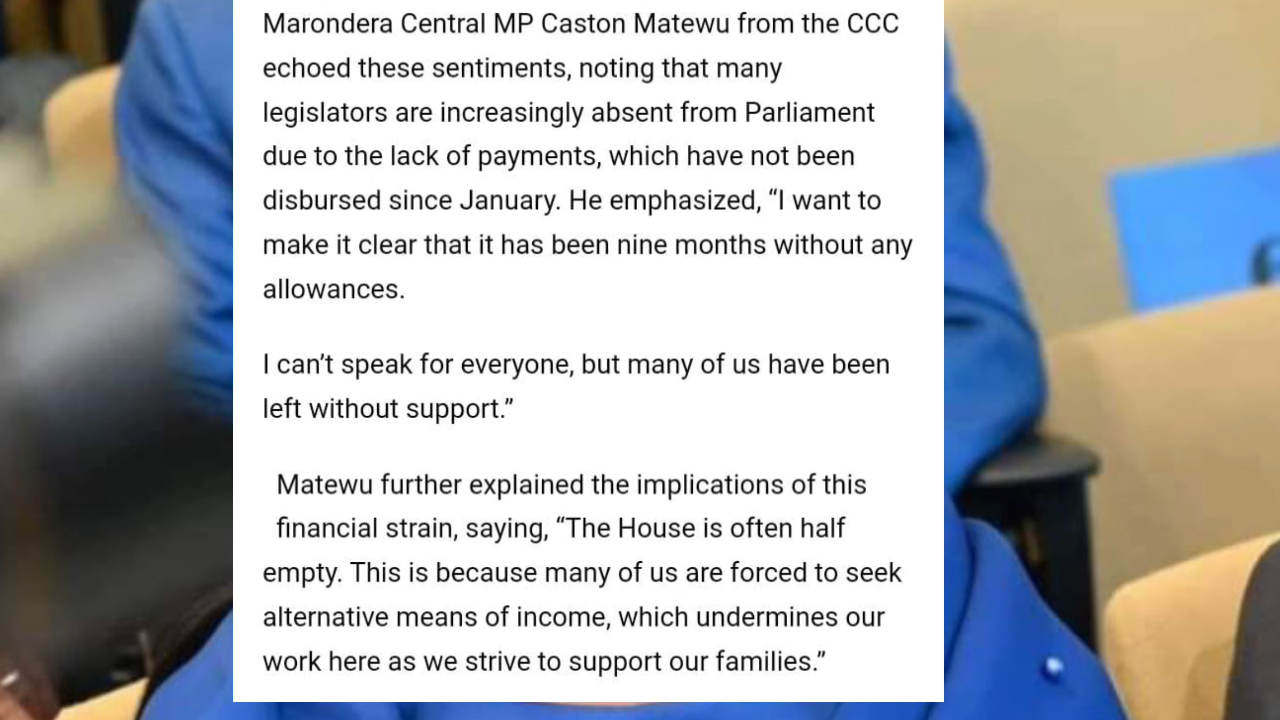 Marondera Central MP Caston Matewu from the CCC
echoed these sentiments, noting that many
legislators are increasingly absent from Parliament
due to the lack of payments, which have not been
disbursed since January. He emphasized, “I want to
make it clear that it has been nine months without any
allowances.
I can’t speak for everyone, but many of us have been
left without support.”
Matewu further explained the implications of this
financial strain, saying, “The House is often half
empty. This is because many of us are forced to seek
alternative means of income, which undermines our
work here as we strive to support our families.”